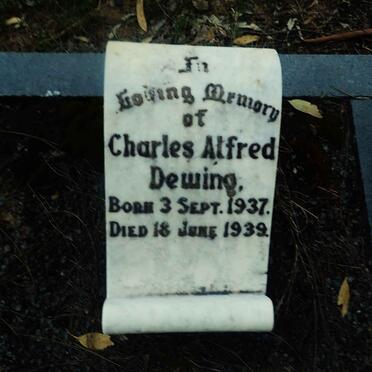 In
Loving Memory
of
Charles Alfred
Dewing,
Born 3 Sept. 1937.
Died 18 June 1939.